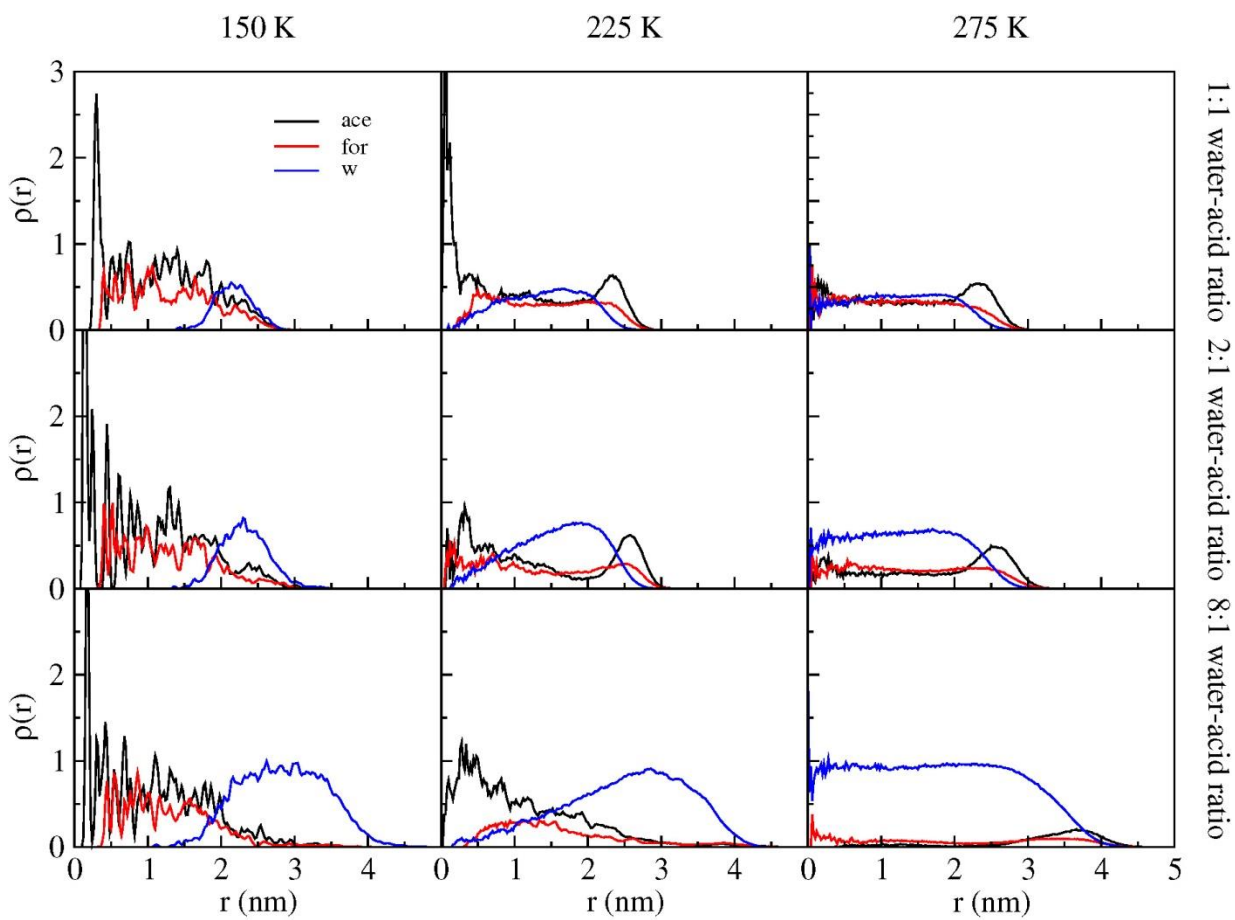 150 K 225 K 275 K
3
2
1
0
ρ(r)
ace
for
w
1:1 water-acid ratio
2
1
0
ρ(r)
2:1 water-acid ratio
2
1
0
ρ(r)
8:1 water-acid ratio
0 1 2 3 4 0 1 2 3 4 0 1 2 3 4 5
r (nm) r (nm) r (nm)